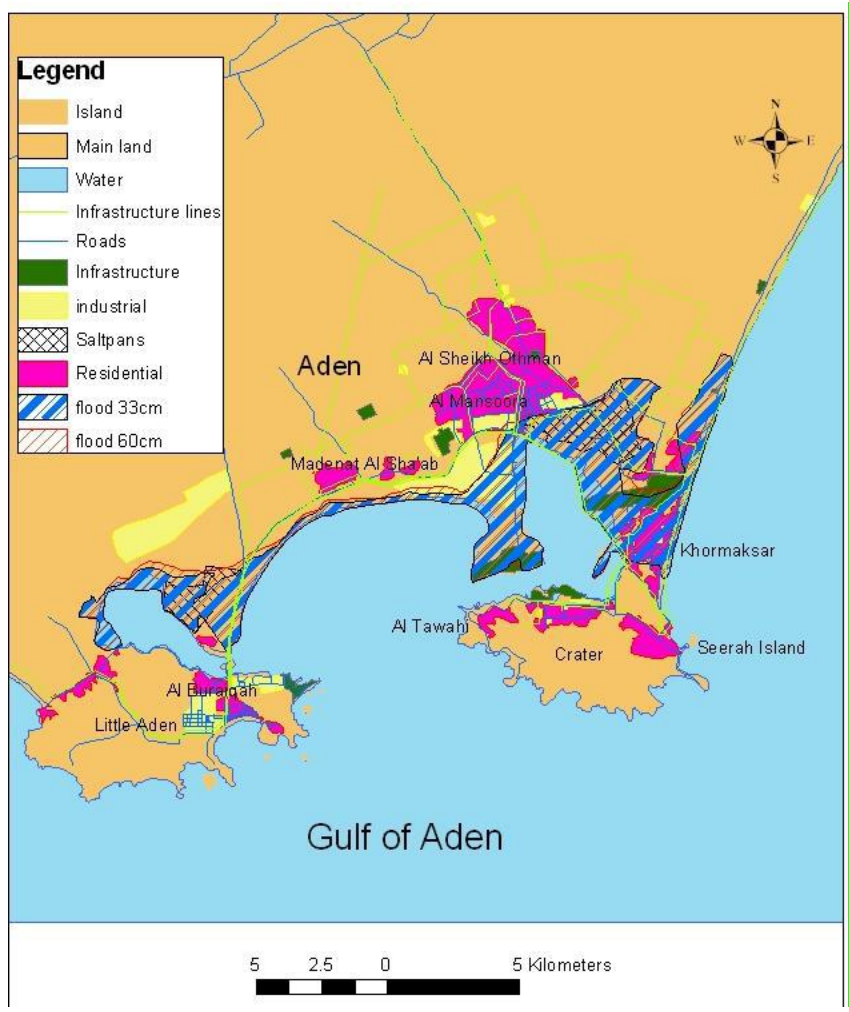 Legend
Island
Main land
Water
Infrastructure lines
Roads
Infrastructure
industrial
Saltpans
Residential
flood 33cm
flood 60cm
N
W E
S
Al Sheikh Othman
Aden
Al Mansoora
Madenat Al Sha'ab
Khormaksar
Al Tawahi
Crater
Seerah Island
Al Buraiqah
Little Aden
Gulf of Aden
5 2.5 0 5 Kilometers